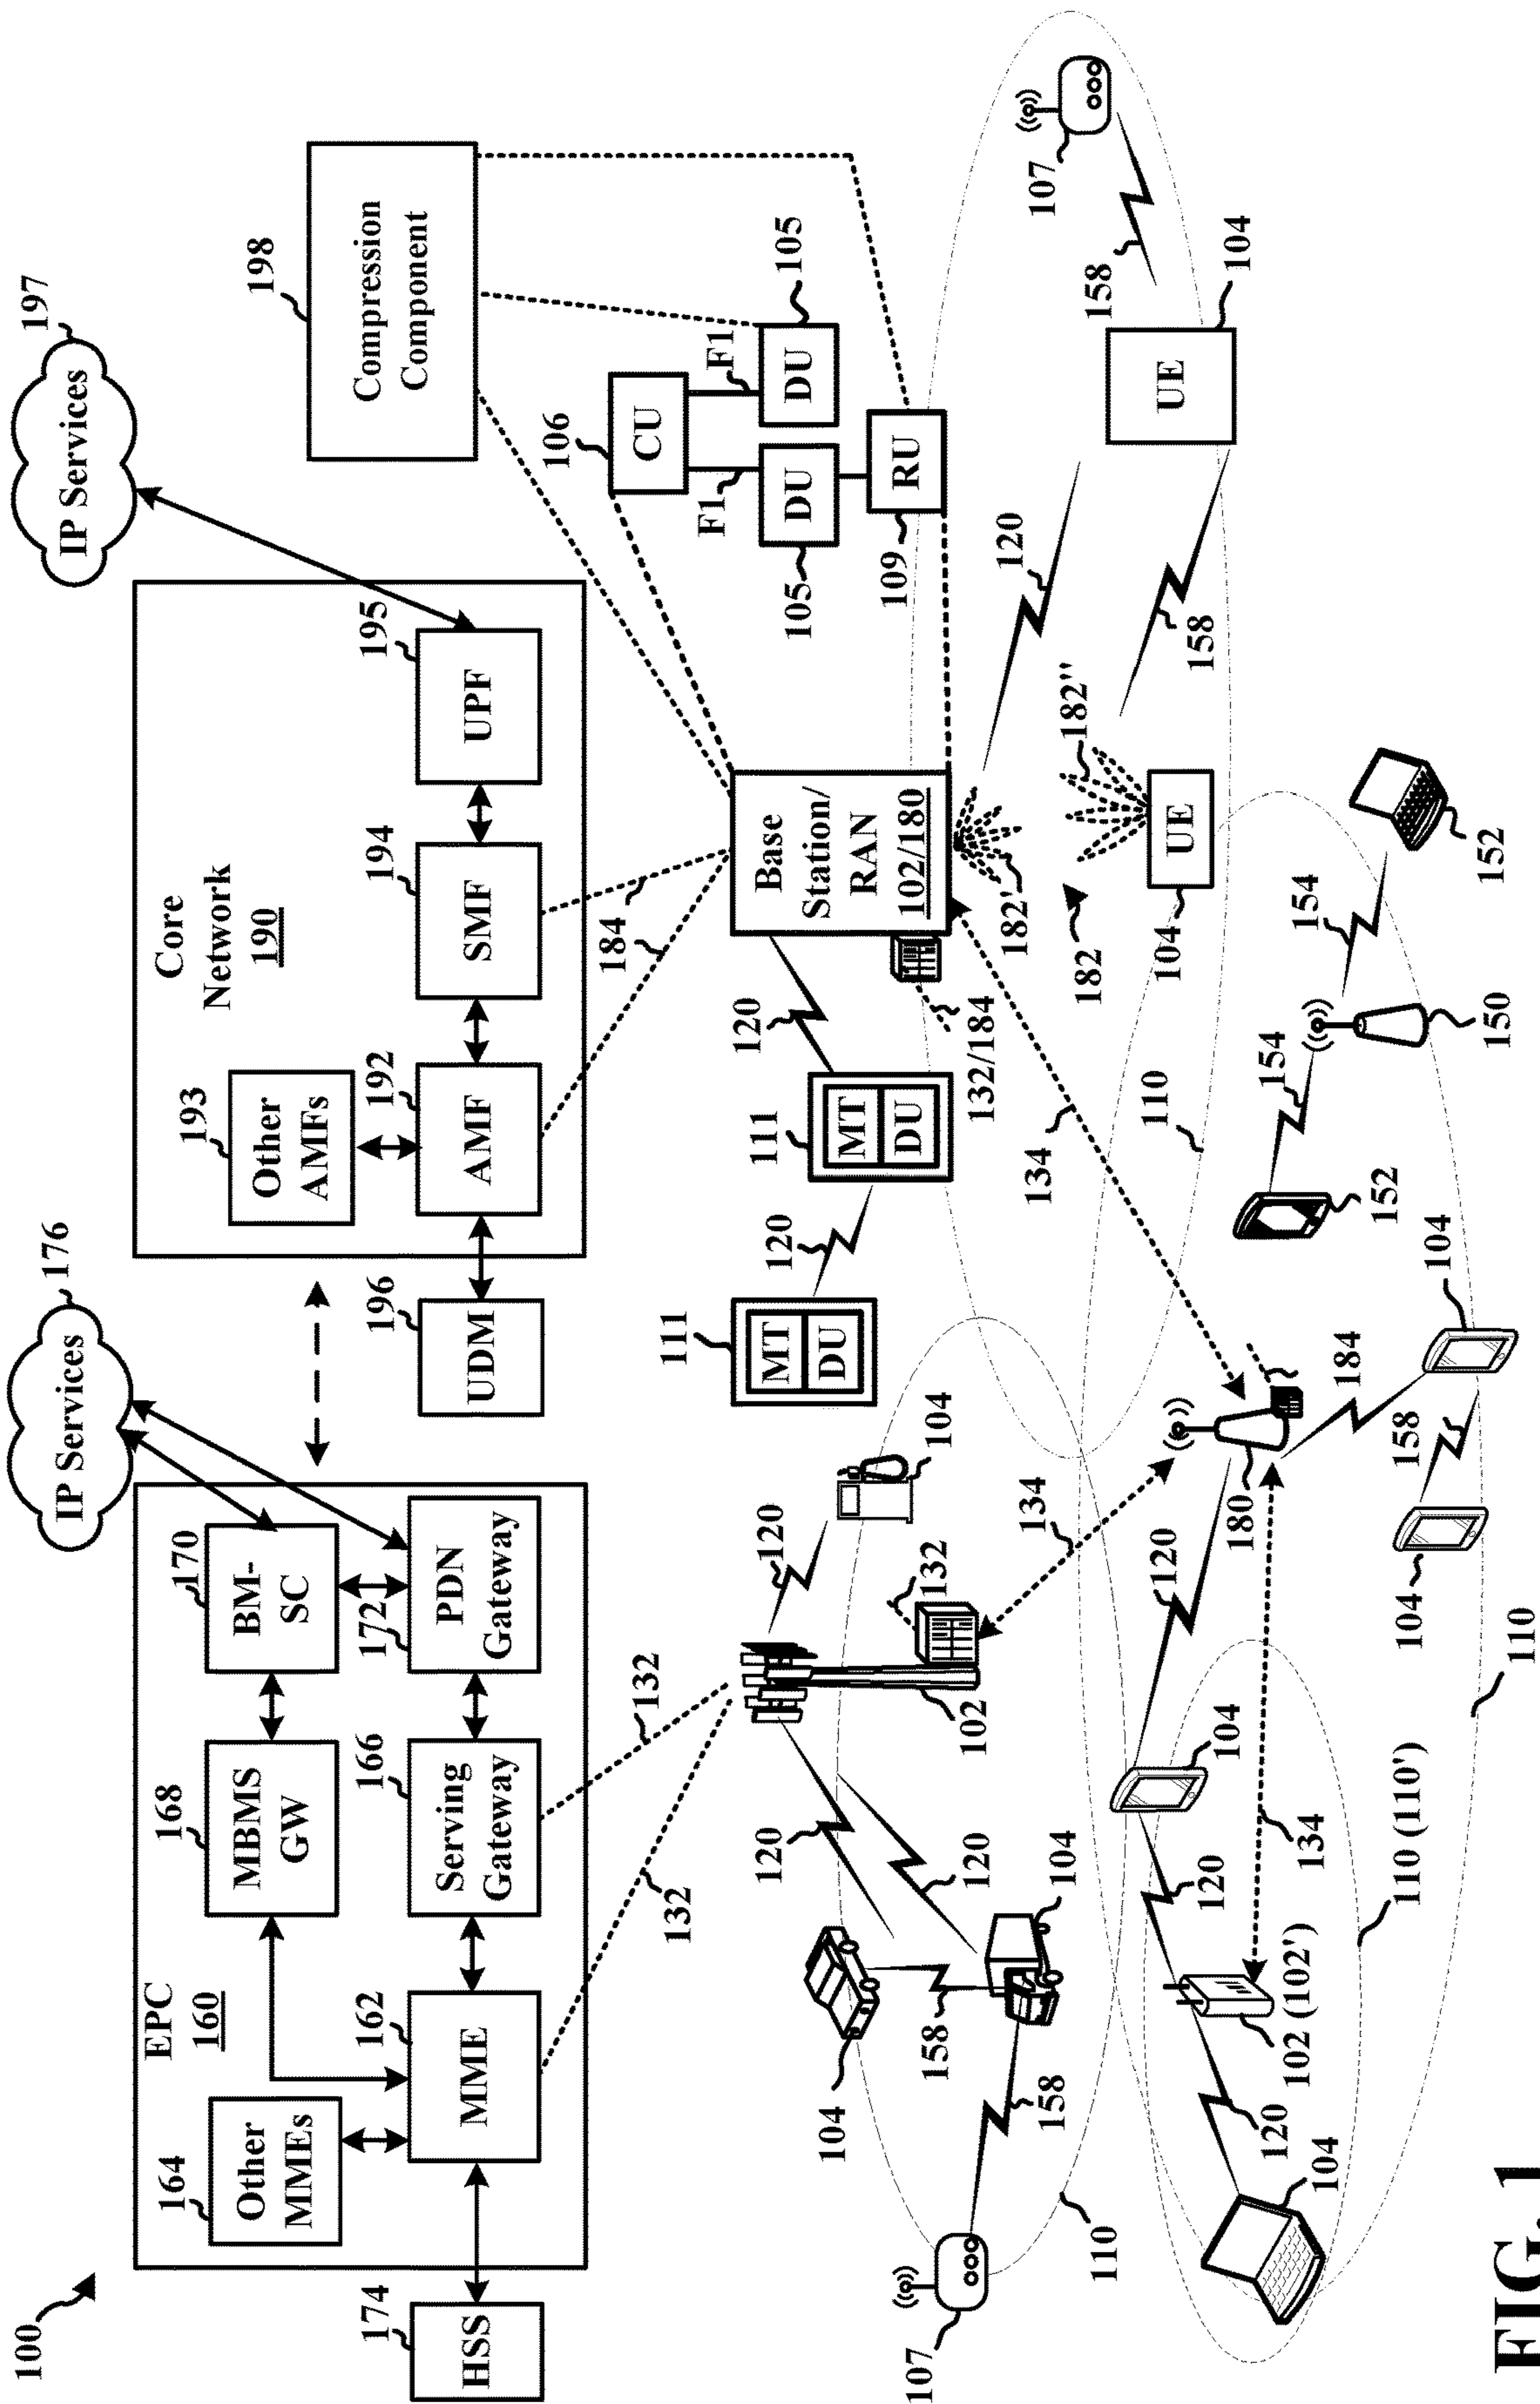 100
IP Services
176
IP Services
197
EPC
160
164
Other
MMEs
168
MBMS
GW
170
BM-
SC
174
HSS
162
MME
166
Serving
Gateway
172
PDN
Gateway
132
132
Core
Network
190
193
Other
AMFs
196
UDM
192
AMF
194
SMF
195
UPF
184
198
Compression
Component
106
CU
F1
F1
105
DU
DU
105
109
RU
Base
Station/
RAN
102/180
132/184
111
MT
DU
120
111
MT
DU
120
120
104
120
120
102
132
134
104
104
158
158
107
110
134
182'
182
182''
120
158
UE
104
UE
104
158
107
110
180
120
184
104
158
104
104
120
102 (102')
134
120
104
110 (110')
110
152
154
150
154
152
FIG. 1